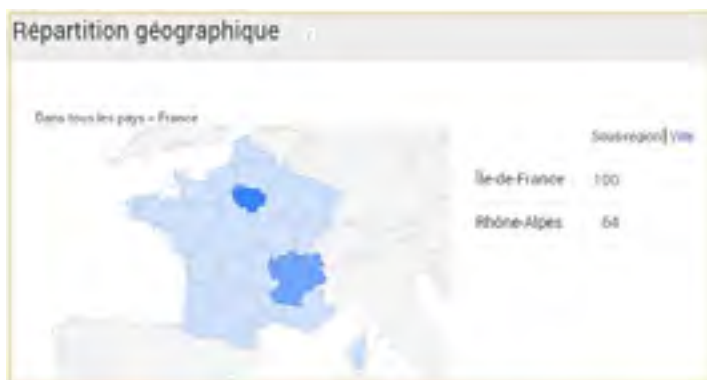 Répartition géographique
Dans tous les pays > France
Sous-région | Ville
Île-de-France 100
Rhône-Alpes 64